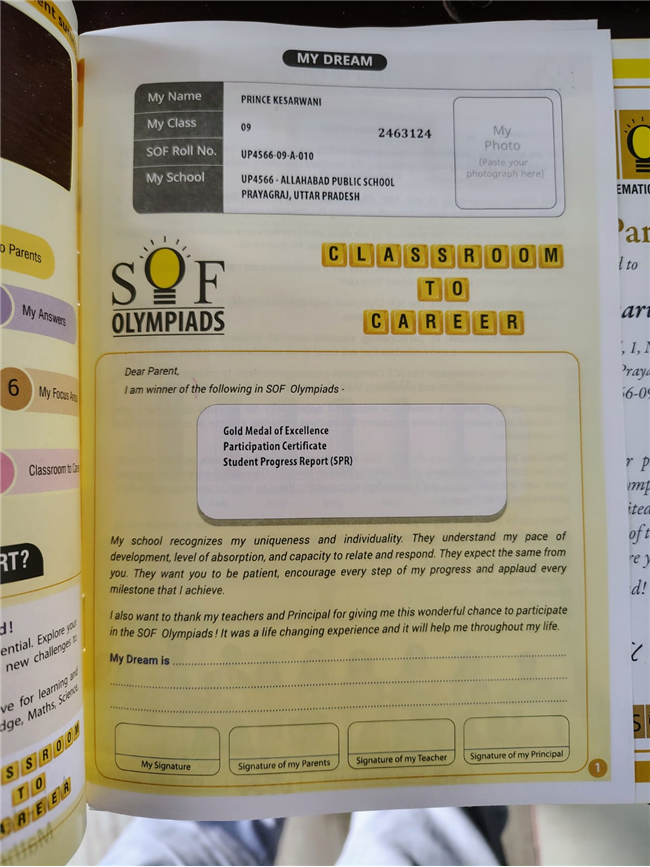 MY DREAM
My Name PRINCE KESARWANI
My Class 09 2463124
SOF Roll No. UP4566-09-A-010
My School UP4566 - ALLAHABAD PUBLIC SCHOOL
PRAYAGRAJ, UTTAR PRADESH
My
Photo
(Paste your
photograph here)
SOF
OLYMPIADS
CLASSROOM
TO
CAREER
Dear Parent,
I am winner of the following in SOF Olympiads -
Gold Medal of Excellence
Participation Certificate
Student Progress Report (SPR)
My school recognizes my uniqueness and individuality. They understand my pace of
development, level of absorption, and capacity to relate and respond. They expect the same from
you. They want you to be patient, encourage every step of my progress and applaud every
milestone that I achieve.
I also want to thank my teachers and Principal for giving me this wonderful chance to participate
in the SOF Olympiads! It was a life changing experience and it will help me throughout my life.
My Dream is
My Signature
Signature of my Parents
Signature of my Teacher
Signature of my Principal
1
Parents
My Answers
6 My Focus
Classroom to
RT?
ential. Explore your
new challenges to
ve for learning and
dge, Maths, Science,
SSROOM
TO
CAREER